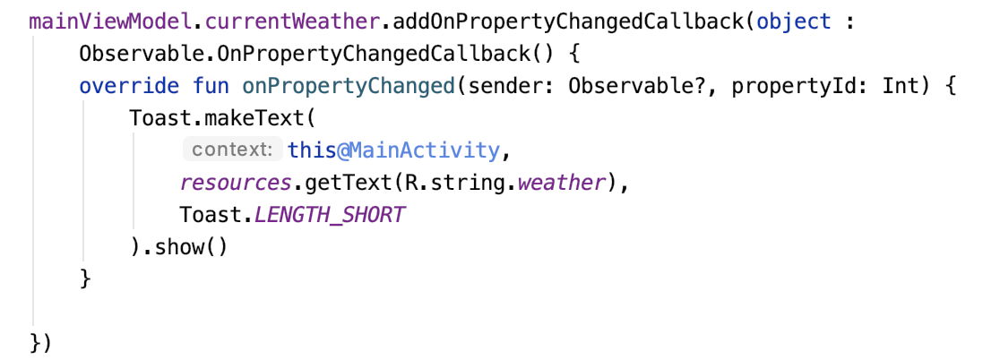 mainViewModel.currentWeather.addOnPropertyChangedCallback(object :
    Observable.OnPropertyChangedCallback() {
    override fun onPropertyChanged(sender: Observable?, propertyId: Int) {
        Toast.makeText(
            context: this@MainActivity,
            resources.getText(R.string.weather),
            Toast.LENGTH_SHORT
        ).show()
    }

})